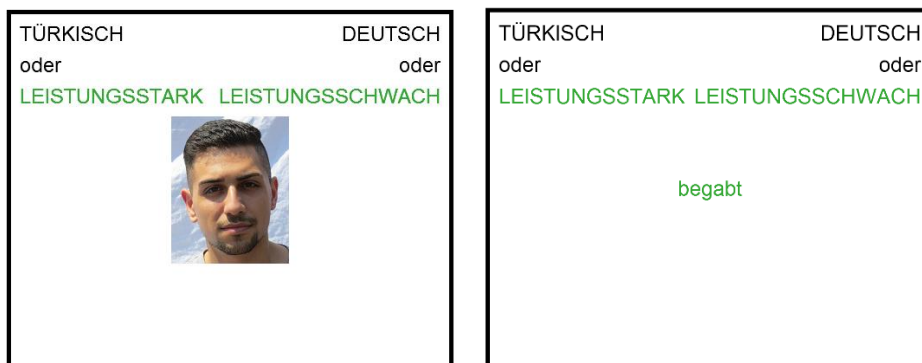 TÜRKISCH DEUTSCH
oder oder
LEISTUNGSSTARK LEISTUNGSSCHWACH
TÜRKISCH DEUTSCH
oder oder
LEISTUNGSSTARK LEISTUNGSSCHWACH
begabt